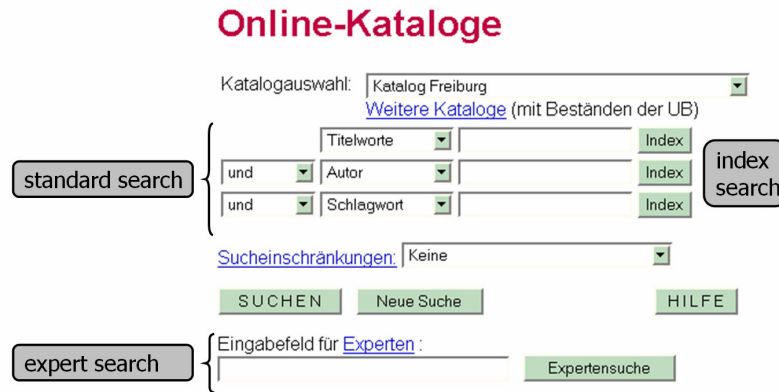 Online-Kataloge
Katalogauswahl: Katalog Freiburg
Weitere Kataloge (mit Beständen der UB)
Titelworte Index
standard search und Autor Index index search
und Schlagwort Index
Sucheinschränkungen: Keine
SUCHEN Neue Suche HILFE
Eingabefeld für Experten :
expert search Expertensuche